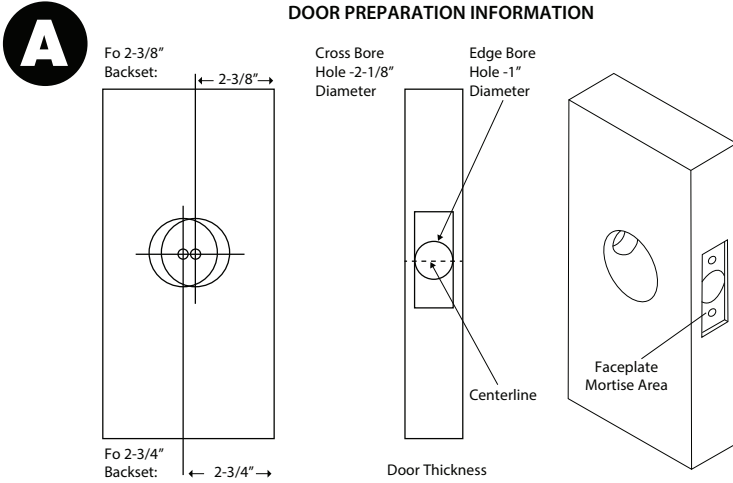 A
DOOR PREPARATION INFORMATION
Fo 2-3/8"
Backset:
2-3/8"
Cross Bore
Hole -2-1/8"
Diameter
Edge Bore
Hole -1"
Diameter
Centerline
Faceplate
Mortise Area
Fo 2-3/4"
Backset:
2-3/4"
Door Thickness